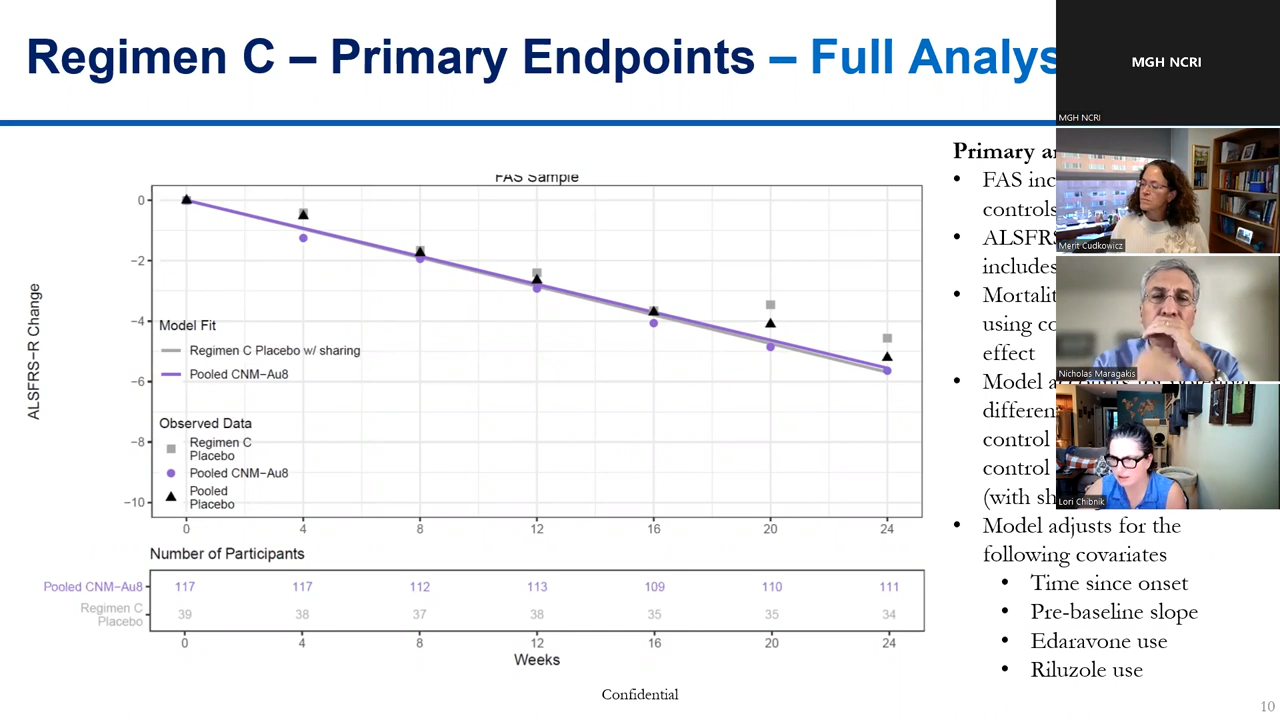 Regimen C – Primary Endpoints – Full Analys
MGH NCRI
MGH NCRI
Merit Cudkowicz
Nicholas Maragakis
Lori Chibnik
FAS Sample
ALSFRS−R Change
0
−2
−4
−6
−8
−10
Model Fit
Regimen C Placebo w/ sharing
Pooled CNM−Au8
Observed Data
Regimen C
Placebo
Pooled CNM−Au8
Pooled
Placebo
0 4 8 12 16 20 24
Number of Participants
Pooled CNM−Au8 117 117 112 113 109 110 111
Regimen C
Placebo 39 38 37 38 35 35 34
0 4 8 12 16 20 24
Weeks
Primary
• FAS inc
controls
• ALSFRS
includes
• Mortalit
using co
effect
• Model
differen
control
control
(with sh
• Model adjusts for the
following covariates
• Time since onset
• Pre-baseline slope
• Edaravone use
• Riluzole use
Confidential
10